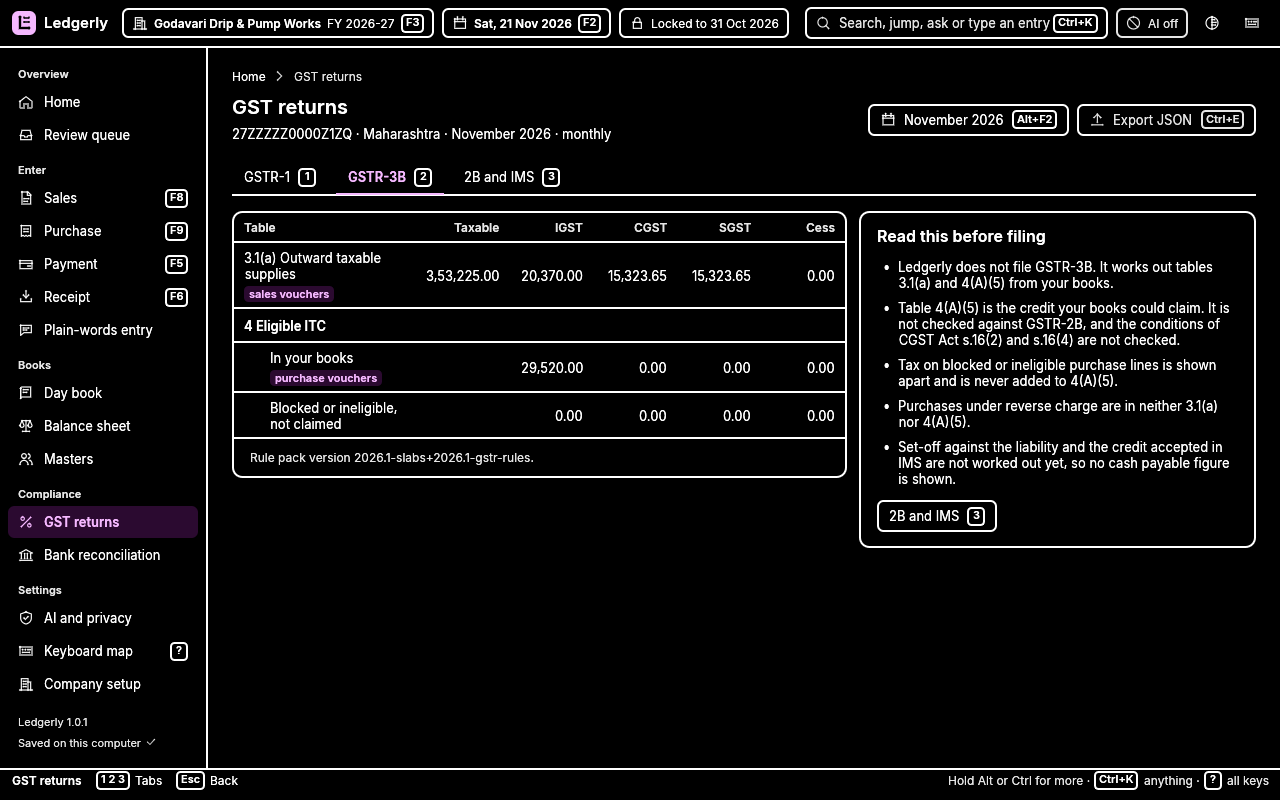 Ledgerly
Godavari Drip & Pump Works FY 2026-27 F3
Sat, 21 Nov 2026 F2
Locked to 31 Oct 2026
Search, jump, ask or type an entry Ctrl+K
AI off
Overview
Home
Review queue
Enter
Sales F8
Purchase F9
Payment F5
Receipt F6
Plain-words entry
Books
Day book
Balance sheet
Masters
Compliance
GST returns
Bank reconciliation
Settings
AI and privacy
Keyboard map ?
Company setup
Ledgerly 1.0.1
Saved on this computer
Home GST returns
GST returns
27ZZZZZ0000Z1ZQ · Maharashtra · November 2026 · monthly
November 2026 Alt+F2
Export JSON Ctrl+E
GSTR-1 1 GSTR-3B 2 2B and IMS 3
Table Taxable IGST CGST SGST Cess
3.1(a) Outward taxable
supplies
sales vouchers
3,53,225.00 20,370.00 15,323.65 15,323.65 0.00
4 Eligible ITC
In your books
purchase vouchers
29,520.00 0.00 0.00 0.00
Blocked or ineligible,
not claimed
0.00 0.00 0.00 0.00
Rule pack version 2026.1-slabs+2026.1-gstr-rules.
Read this before filing
• Ledgerly does not file GSTR-3B. It works out tables
3.1(a) and 4(A)(5) from your books.
• Table 4(A)(5) is the credit your books could claim. It is
not checked against GSTR-2B, and the conditions of
CGST Act s.16(2) and s.16(4) are not checked.
• Tax on blocked or ineligible purchase lines is shown
apart and is never added to 4(A)(5).
• Purchases under reverse charge are in neither 3.1(a)
nor 4(A)(5).
• Set-off against the liability and the credit accepted in
IMS are not worked out yet, so no cash payable figure
is shown.
2B and IMS 3
GST returns 1 2 3 Tabs Esc Back
Hold Alt or Ctrl for more · Ctrl+K anything · ? all keys